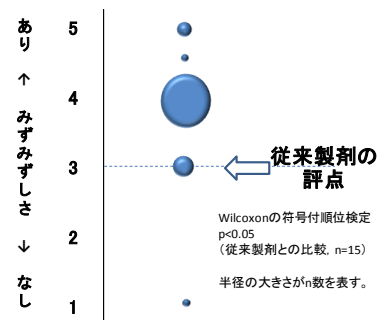 あり ↑ みずみずしさ ↓ なし
5
4
3
2
1
従来製剤の
評点
Wilcoxonの符号付順位検定
p<0.05
（従来製剤との比較, n=15）
半径の大きさがn数を表す。